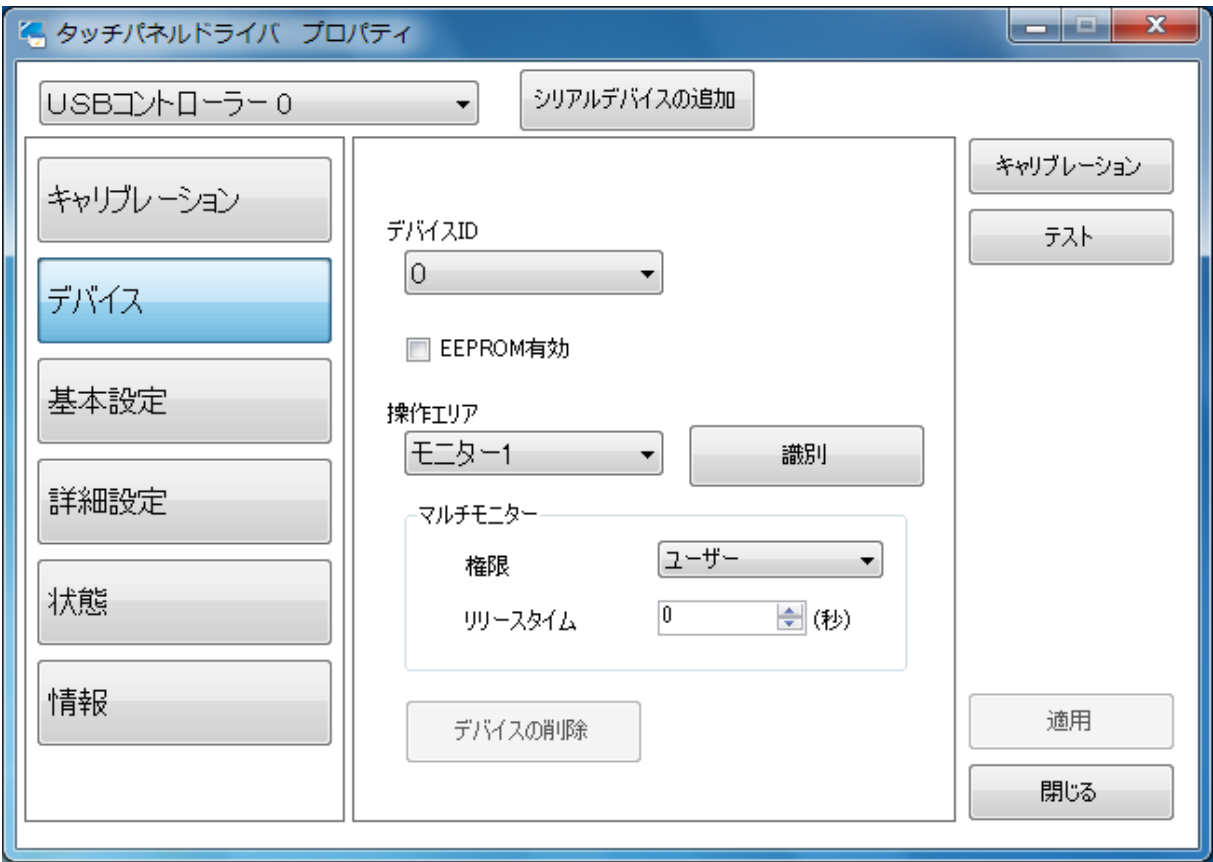 タッチパネルドライバ プロパティ
USBコントローラー 0
シリアルデバイスの追加
キャリブレーション
デバイス
基本設定
詳細設定
状態
情報
デバイスID
0
EEPROM有効
操作エリア
モニター1
識別
マルチモニター
権限
ユーザー
リリースタイム
0
(秒)
デバイスの削除
キャリブレーション
テスト
適用
閉じる